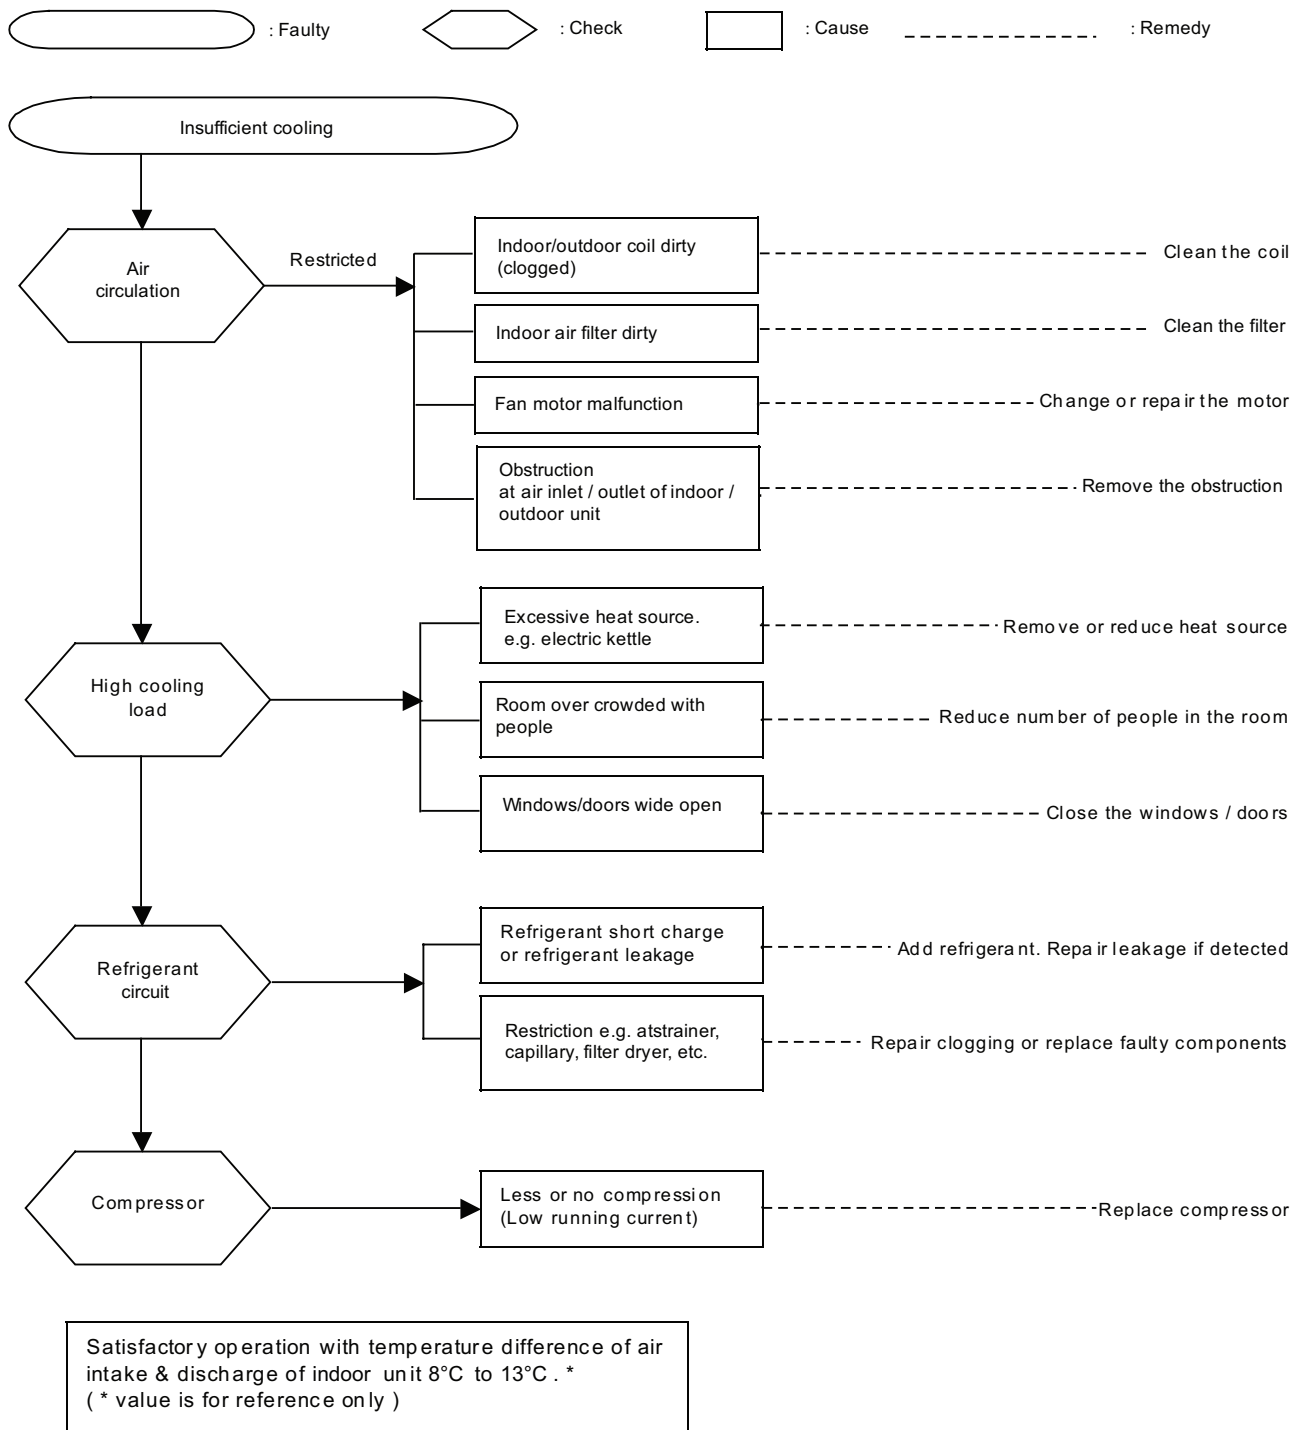 : Faulty
: Check
: Cause
: Remedy
Insufficient cooling
Air
circulation
Restricted
Indoor/outdoor coil dirty
(clogged)
Clean the coil
Indoor air filter dirty
Clean the filter
Fan motor malfunction
Change or repair the motor
Obstruction
at air inlet / outlet of indoor /
outdoor unit
Remove the obstruction
High cooling
load
Excessive heat source.
e.g. electric kettle
Remove or reduce heat source
Room over crowded with
people
Reduce number of people in the room
Windows/doors wide open
Close the windows / doors
Refrigerant
circuit
Refrigerant short charge
or refrigerant leakage
Add refrigerant. Repair leakage if detected
Restriction e.g. atstrainer,
capillary, filter dryer, etc.
Repair clogging or replace faulty components
Compressor
Less or no compression
(Low running current)
Replace compressor
Satisfactory operation with temperature difference of air
intake & discharge of indoor unit 8°C to 13°C . *
( * value is for reference only )